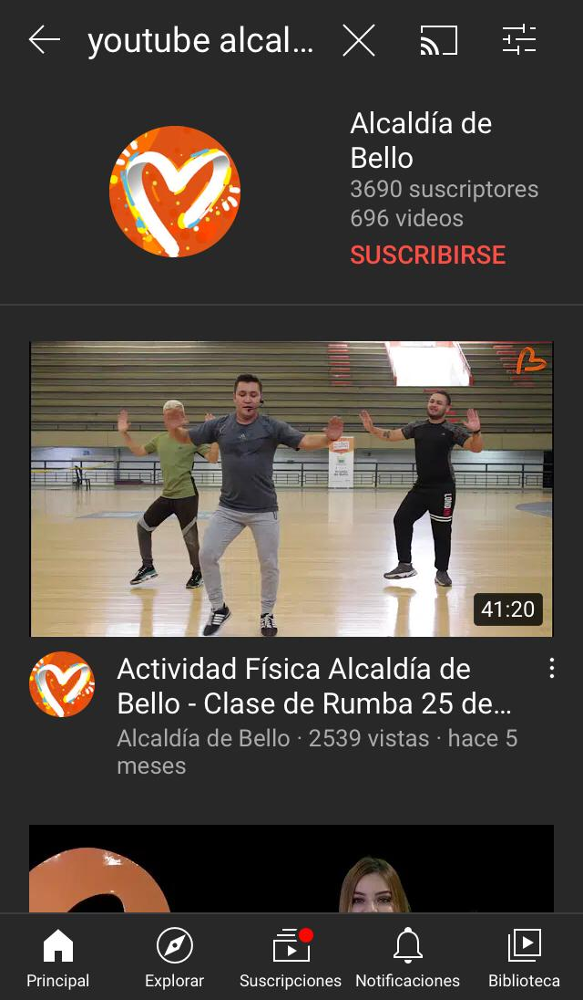 youtube alcal...
Alcaldía de
Bello
3690 suscriptores
696 videos
SUSCRIBIRSE
LONDON
41:20
Actividad Física Alcaldía de
Bello - Clase de Rumba 25 de...
Alcaldía de Bello · 2539 vistas · hace 5
meses
Principal
Explorar
Suscripciones
Notificaciones
Biblioteca